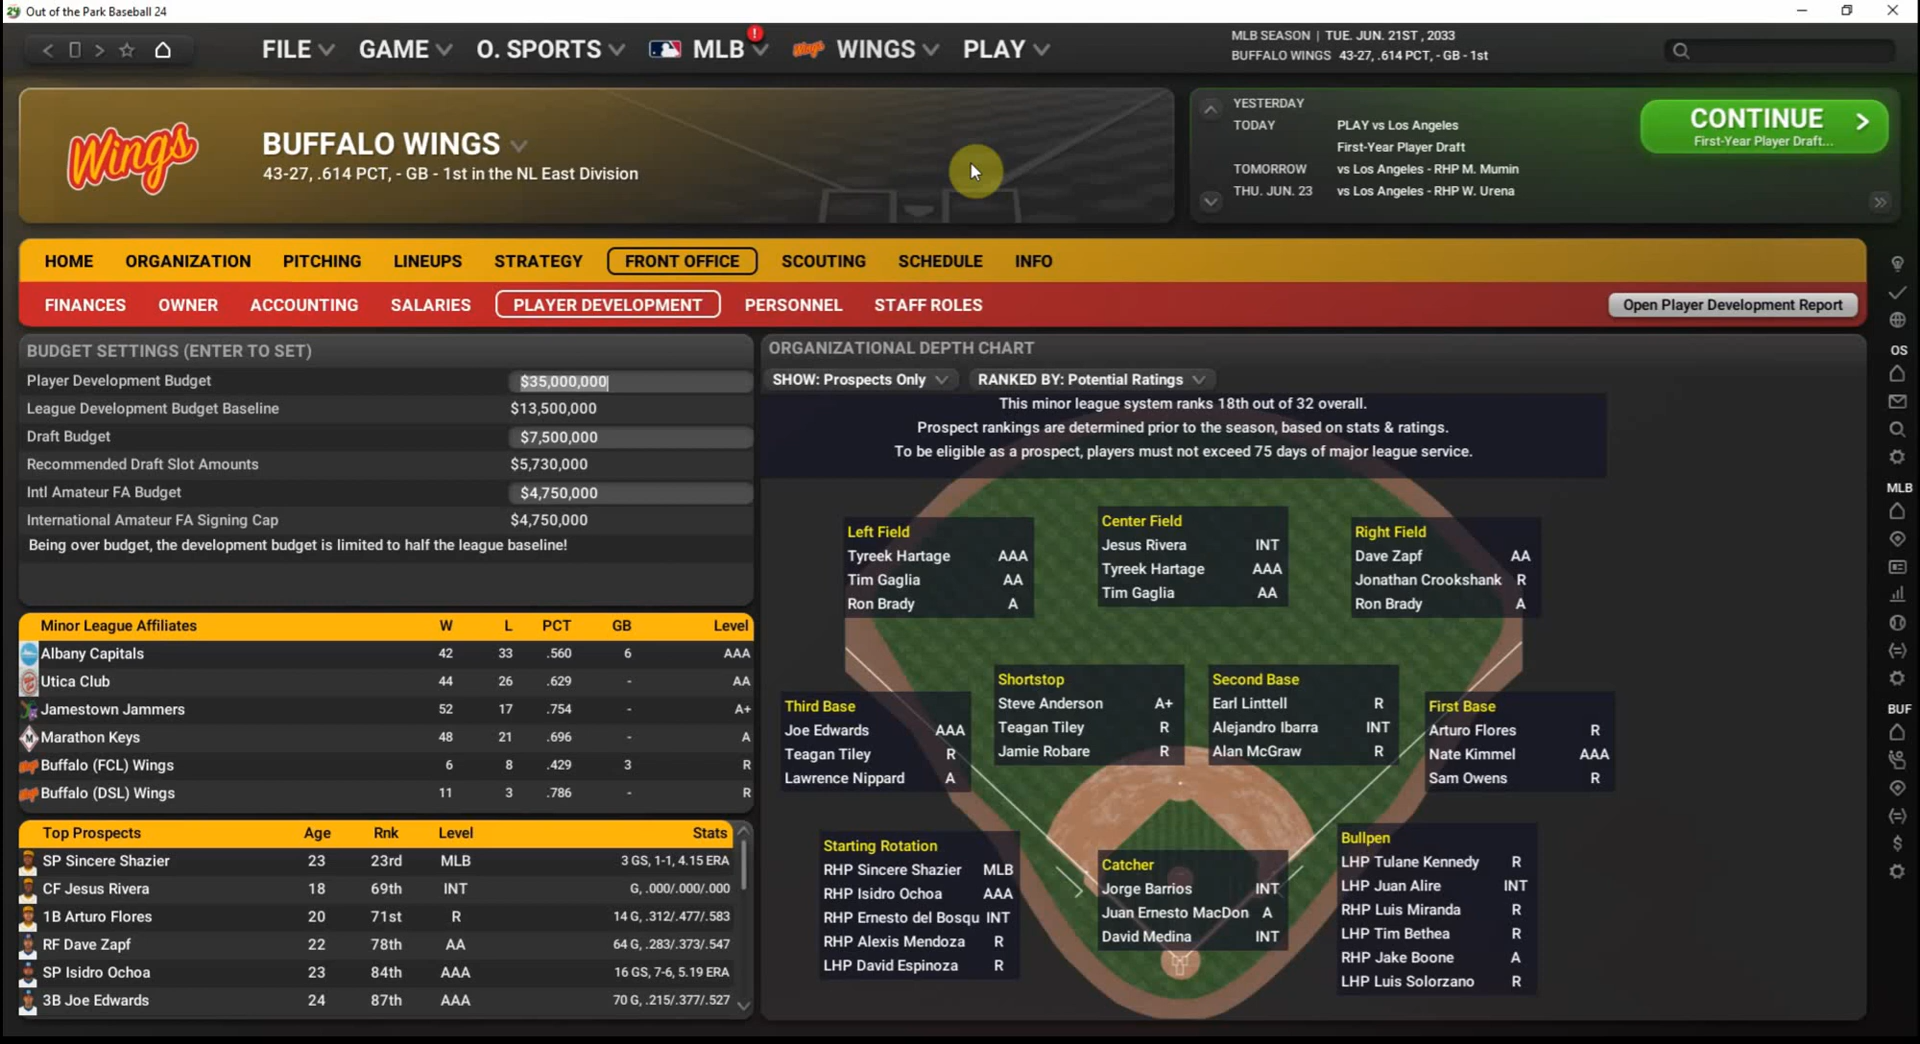 Out of the Park Baseball 24
FILE GAME O. SPORTS MLB WINGS PLAY
MLB SEASON | TUE. JUN. 21ST , 2033
BUFFALO WINGS 43-27, .614 PCT, - GB - 1st
Wings
BUFFALO WINGS
43-27, .614 PCT, - GB - 1st in the NL East Division
YESTERDAY
TODAY PLAY vs Los Angeles
First-Year Player Draft
TOMORROW vs Los Angeles - RHP M. Mumin
THU. JUN. 23 vs Los Angeles - RHP W. Urena
CONTINUE
First-Year Player Draft...
HOME ORGANIZATION PITCHING LINEUPS STRATEGY FRONT OFFICE SCOUTING SCHEDULE INFO
FINANCES OWNER ACCOUNTING SALARIES PLAYER DEVELOPMENT PERSONNEL STAFF ROLES Open Player Development Report
BUDGET SETTINGS (ENTER TO SET)
Player Development Budget $35,000,000
League Development Budget Baseline $13,500,000
Draft Budget $7,500,000
Recommended Draft Slot Amounts $5,730,000
Intl Amateur FA Budget $4,750,000
International Amateur FA Signing Cap $4,750,000
Being over budget, the development budget is limited to half the league baseline!
Minor League Affiliates W L PCT GB Level
Albany Capitals 42 33 .560 6 AAA
Utica Club 44 26 .629 - AA
Jamestown Jammers 52 17 .754 - A+
Marathon Keys 48 21 .696 - A
Buffalo (FCL) Wings 6 8 .429 3 R
Buffalo (DSL) Wings 11 3 .786 - R
Top Prospects Age Rnk Level Stats
SP Sincere Shazier 23 23rd MLB 3 GS, 1-1, 4.15 ERA
CF Jesus Rivera 18 69th INT G, .000/.000/.000
1B Arturo Flores 20 71st R 14 G, .312/.477/.583
RF Dave Zapf 22 78th AA 64 G, .283/.373/.547
SP Isidro Ochoa 23 84th AAA 16 GS, 7-6, 5.19 ERA
3B Joe Edwards 24 87th AAA 70 G, .215/.377/.527
ORGANIZATIONAL DEPTH CHART
SHOW: Prospects Only RANKED BY: Potential Ratings
This minor league system ranks 18th out of 32 overall.
Prospect rankings are determined prior to the season, based on stats & ratings.
To be eligible as a prospect, players must not exceed 75 days of major league service.
Left Field
Tyreek Hartage AAA
Tim Gaglia AA
Ron Brady A
Center Field
Jesus Rivera INT
Tyreek Hartage AAA
Tim Gaglia AA
Right Field
Dave Zapf AA
Jonathan Crookshank R
Ron Brady A
Third Base
Joe Edwards AAA
Teagan Tiley R
Lawrence Nippard A
Shortstop
Steve Anderson A+
Teagan Tiley R
Jamie Robare R
Second Base
Earl Linttell R
Alejandro Ibarra INT
Alan McGraw R
First Base
Arturo Flores R
Nate Kimmel AAA
Sam Owens R
Starting Rotation
RHP Sincere Shazier MLB
RHP Isidro Ochoa AAA
RHP Ernesto del Bosqu INT
RHP Alexis Mendoza R
LHP David Espinoza R
Catcher
Jorge Barrios INT
Juan Ernesto MacDon A
David Medina INT
Bullpen
LHP Tulane Kennedy R
LHP Juan Alire INT
RHP Luis Miranda R
LHP Tim Bethea R
RHP Jake Boone A
LHP Luis Solorzano R
OS
MLB
BUF